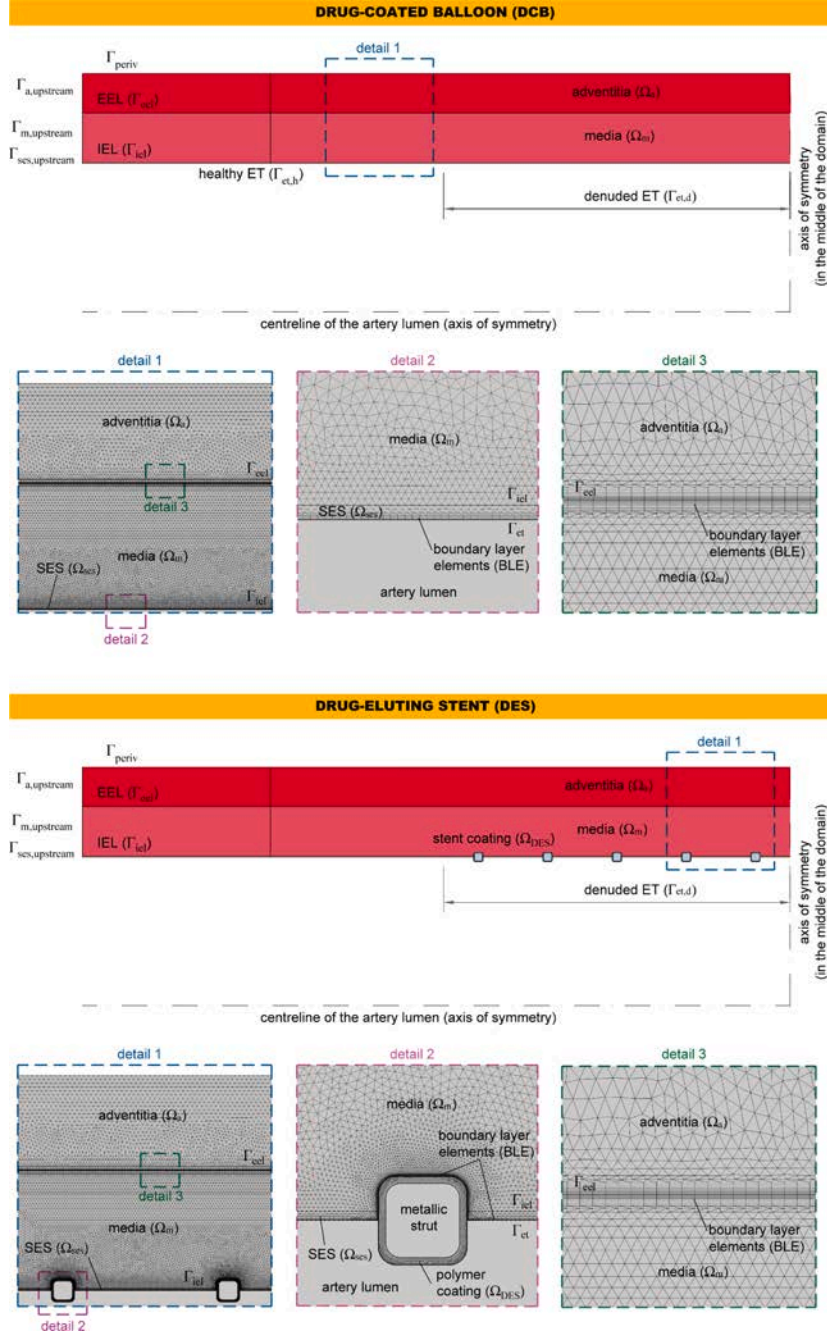 DRUG-COATED BALLOON (DCB)
detail 1
Γperiv
Γa,upstream
EEL (Γeel)
adventitia (Ωa)
Γm,upstream
IEL (Γiel)
media (Ωm)
Γses,upstream
healthy ET (Γet,h)
denuded ET (Γet,d)
axis of symmetry
(in the middle of the domain)
centreline of the artery lumen (axis of symmetry)
detail 1
adventitia (Ωa)
Γeel
detail 3
media (Ωm)
SES (Ωses)
Γiel
detail 2
detail 2
media (Ωm)
Γiel
SES (Ωses)
Γet
boundary layer
elements (BLE)
artery lumen
detail 3
adventitia (Ωa)
Γeel
boundary layer
elements (BLE)
media (Ωm)
DRUG-ELUTING STENT (DES)
detail 1
Γperiv
Γa,upstream
EEL (Γeel)
adventitia (Ωa)
Γm,upstream
media (Ωm)
IEL (Γiel)
stent coating (ΩDES)
Γses,upstream
denuded ET (Γet,d)
axis of symmetry
(in the middle of the domain)
centreline of the artery lumen (axis of symmetry)
detail 1
adventitia (Ωa)
Γeel
detail 3
media (Ωm)
SES (Ωses)
Γiel
detail 2
detail 2
media (Ωm)
boundary layer
elements (BLE)
metallic
strut
Γiel
Γet
SES (Ωses)
artery lumen
polymer
coating (ΩDES)
detail 3
adventitia (Ωa)
Γeel
boundary layer
elements (BLE)
media (Ωm)